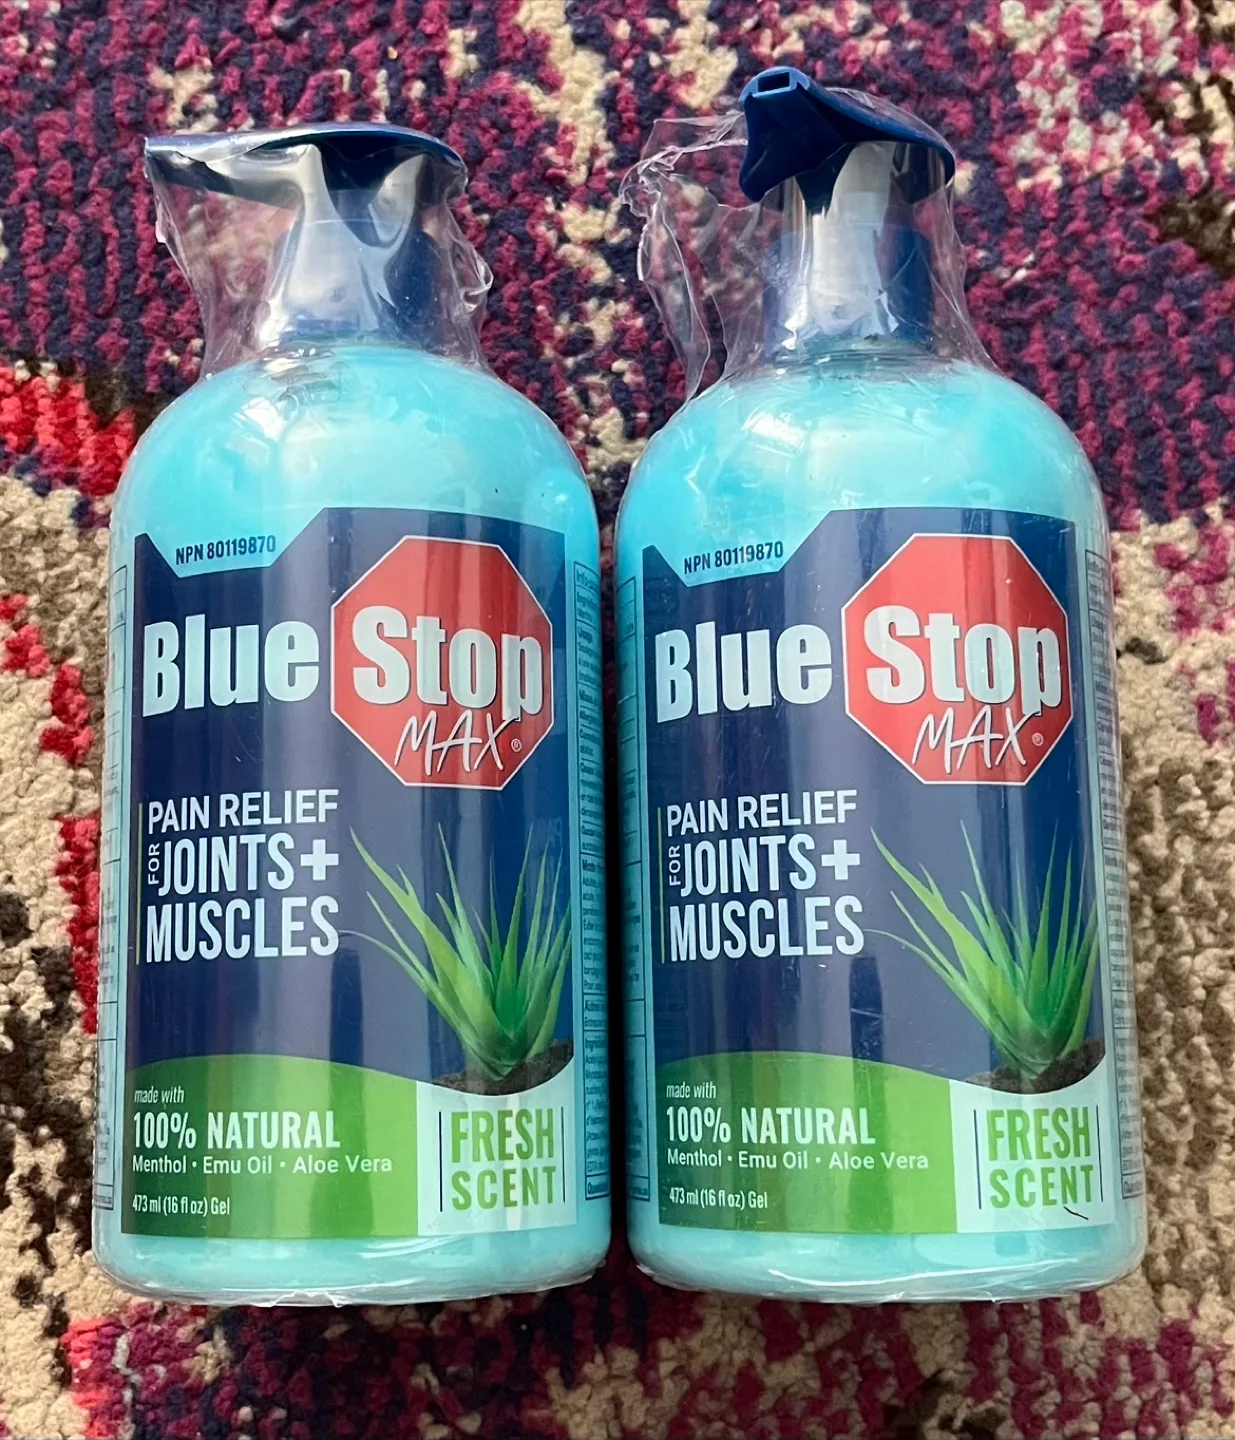 NPN 80119870
Blue Stop
MAX®
PAIN RELIEF
FOR JOINTS+
MUSCLES
made with
100% NATURAL
Menthol • Emu Oil • Aloe Vera
473 ml (16 fl oz) Gel
FRESH
SCENT
NPN 80119870
Blue Stop
MAX®
PAIN RELIEF
FOR JOINTS+
MUSCLES
made with
100% NATURAL
Menthol • Emu Oil • Aloe Vera
473 ml (16 fl oz) Gel
FRESH
SCENT